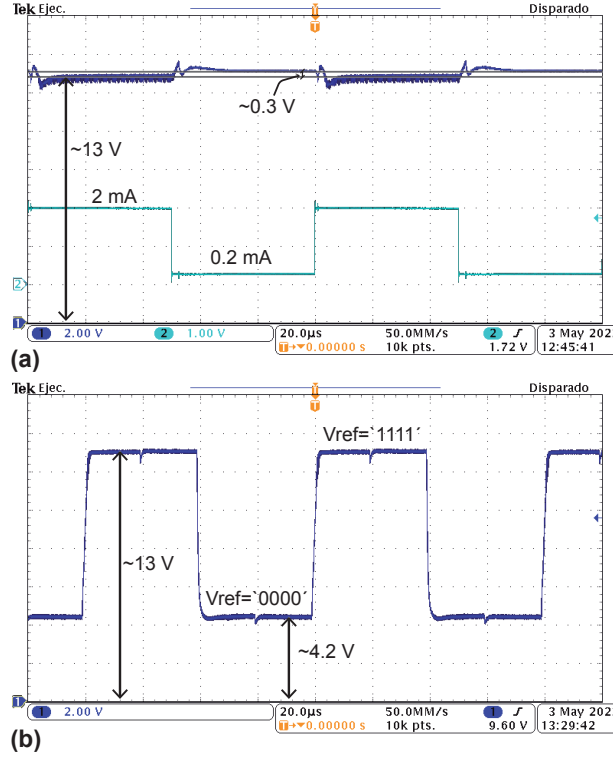 Tek Ejec. Disparado
T
T
~0.3 V
~13 V
2 mA
0.2 mA
2
1
1 2.00 V 2 1.00 V 20.0µs 50.0MM/s 2 3 May 202
T→▼0.00000 s 10k pts. 1.72 V 12:45:41
(a)
Tek Ejec. Disparado
T
T
Vref=`1111´
~13 V
Vref=`0000´
~4.2 V
1
1 2.00 V 20.0µs 50.0MM/s 1 3 May 202
T→▼0.00000 s 10k pts. 9.60 V 13:29:42
(b)